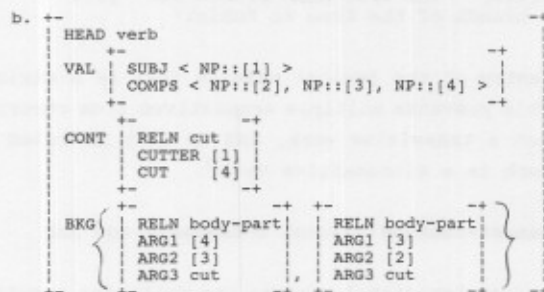 b. +- -+
HEAD verb
+- -+
VAL | SUBJ < NP::[1] > |
| COMPS < NP::[2], NP::[3], NP::[4] > |
+- -+
+- -+
CONT | RELN cut |
| CUTTER [1] |
| CUT [4] |
+- -+
+- -+ +- -+
BKG { | RELN body-part| | RELN body-part| }
| ARG1 [4] | | ARG1 [3] |
| ARG2 [3] | | ARG2 [2] |
| ARG3 cut | , | ARG3 cut |
+- -+ +- -+